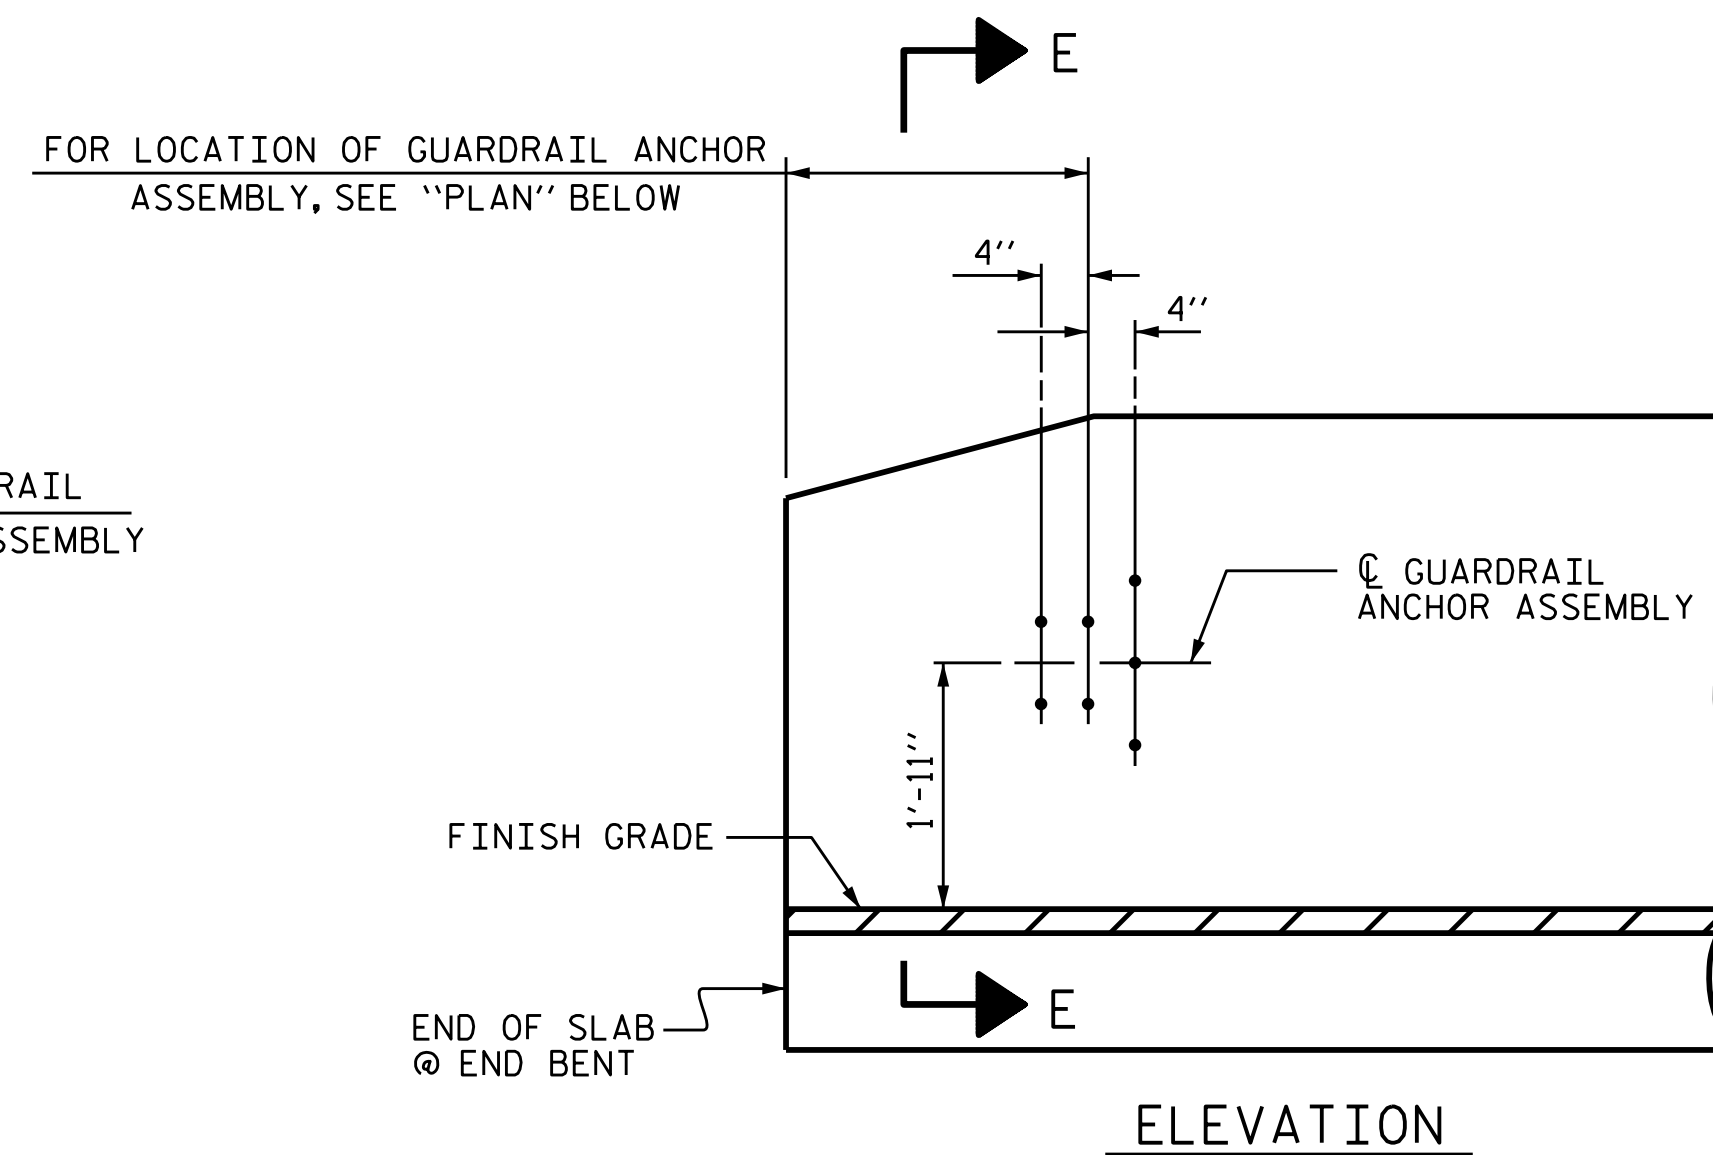 E
FOR LOCATION OF GUARDRAIL ANCHOR
ASSEMBLY, SEE ‵‵PLAN′′ BELOW
4′′
4′′
RAIL
SSEMBLY
℄ GUARDRAIL
ANCHOR ASSEMBLY
1′-11′′
FINISH GRADE
END OF SLAB
@ END BENT
E
ELEVATION